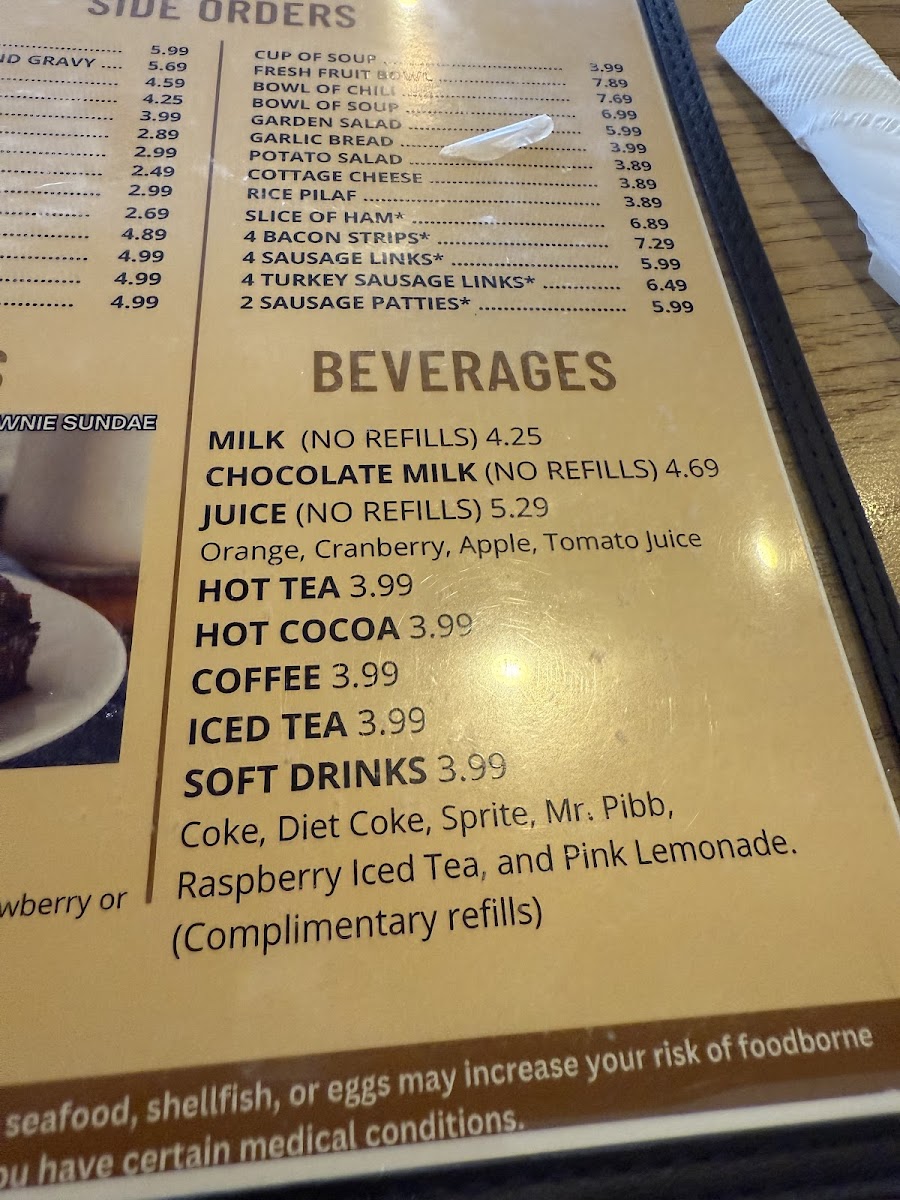 SIDE ORDERS
5.99
ND GRAVY .... 5.69
4.59
4.25
3.99
2.89
2.99
2.49
2.99
2.69
4.89
4.99
4.99
4.99
CUP OF SOUP 3.99
FRESH FRUIT BOWL 7.89
BOWL OF CHILI 7.69
BOWL OF SOUP 6.99
GARDEN SALAD 5.99
GARLIC BREAD 3.99
POTATO SALAD 3.89
COTTAGE CHEESE 3.89
RICE PILAF 3.89
SLICE OF HAM* 6.89
4 BACON STRIPS* 7.29
4 SAUSAGE LINKS* 5.99
4 TURKEY SAUSAGE LINKS* 6.49
2 SAUSAGE PATTIES* 5.99
S
WNIE SUNDAE
wberry or
BEVERAGES
MILK (NO REFILLS) 4.25
CHOCOLATE MILK (NO REFILLS) 4.69
JUICE (NO REFILLS) 5.29
Orange, Cranberry, Apple, Tomato Juice
HOT TEA 3.99
HOT COCOA 3.99
COFFEE 3.99
ICED TEA 3.99
SOFT DRINKS 3.99
Coke, Diet Coke, Sprite, Mr. Pibb,
Raspberry Iced Tea, and Pink Lemonade.
(Complimentary refills)
seafood, shellfish, or eggs may increase your risk of foodborne
ou have certain medical conditions.